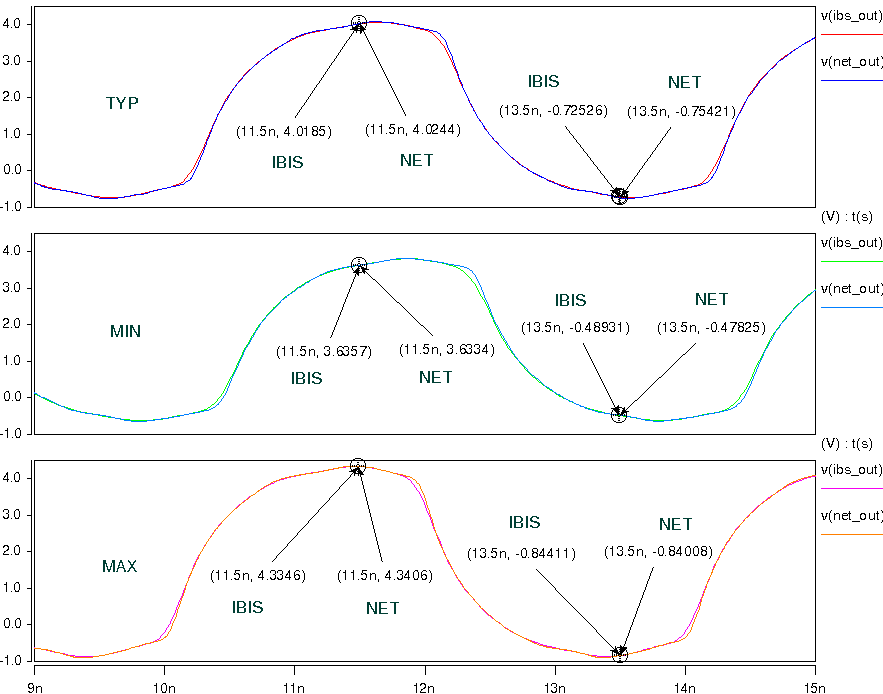 4.0
3.0
2.0
1.0
0.0
-1.0
TYP
(11.5n, 4.0185)
IBIS
(11.5n, 4.0244)
NET
IBIS
(13.5n, -0.72526)
NET
(13.5n, -0.75421)
v(ibs_out)
v(net_out)
(V) : t(s)
4.0
3.0
2.0
1.0
0.0
-1.0
MIN
(11.5n, 3.6357)
IBIS
(11.5n, 3.6334)
NET
IBIS
(13.5n, -0.48931)
NET
(13.5n, -0.47825)
v(ibs_out)
v(net_out)
(V) : t(s)
4.0
3.0
2.0
1.0
0.0
-1.0
MAX
(11.5n, 4.3346)
IBIS
(11.5n, 4.3406)
NET
IBIS
(13.5n, -0.84411)
NET
(13.5n, -0.84008)
v(ibs_out)
v(net_out)
9n 10n 11n 12n 13n 14n 15n